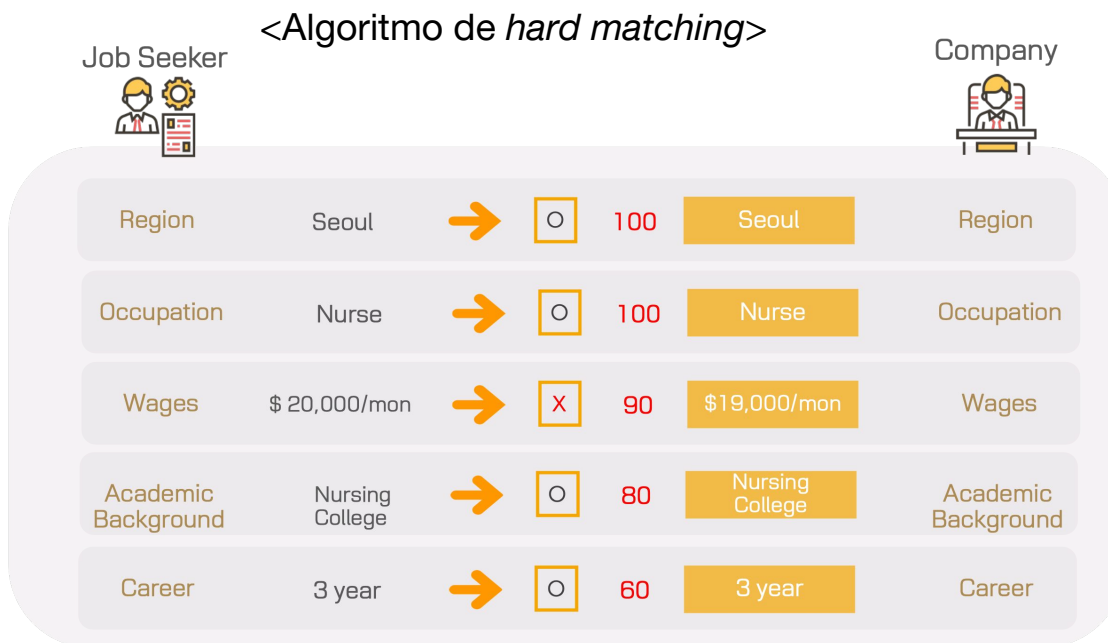 <Algoritmo de hard matching>
Job Seeker
Company
Region Seoul O 100 Seoul Region
Occupation Nurse O 100 Nurse Occupation
Wages $ 20,000/mon X 90 $19,000/mon Wages
Academic
Background
Nursing
College
O 80
Nursing
College
Academic
Background
Career 3 year O 60 3 year Career